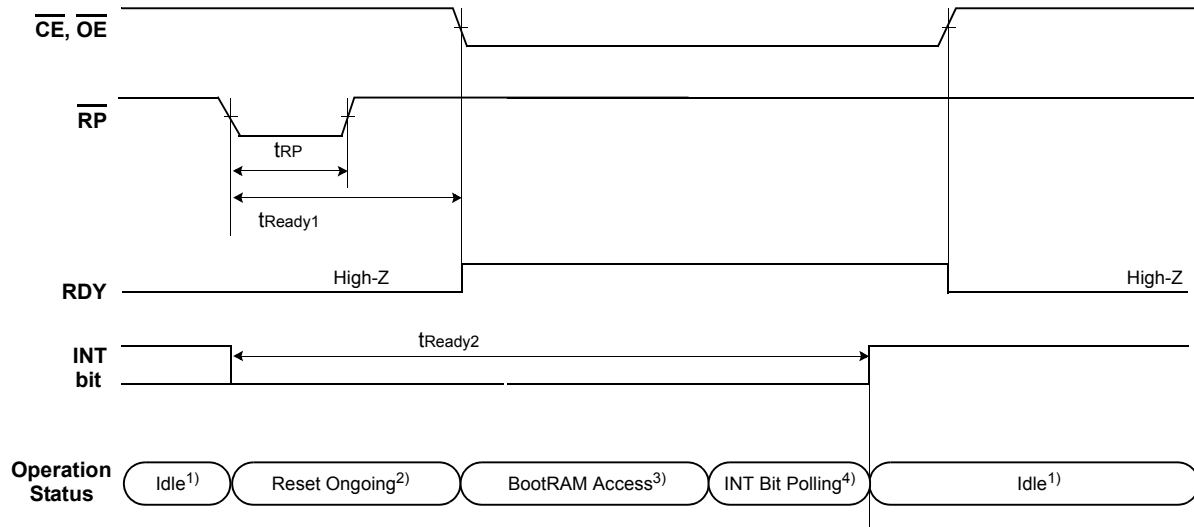 CE, OE
RP
tRP
tReady1
High-Z
High-Z
RDY
tReady2
INT
bit
Operation
Status
Idle1)
Reset Ongoing2)
BootRAM Access3)
INT Bit Polling4)
Idle1)